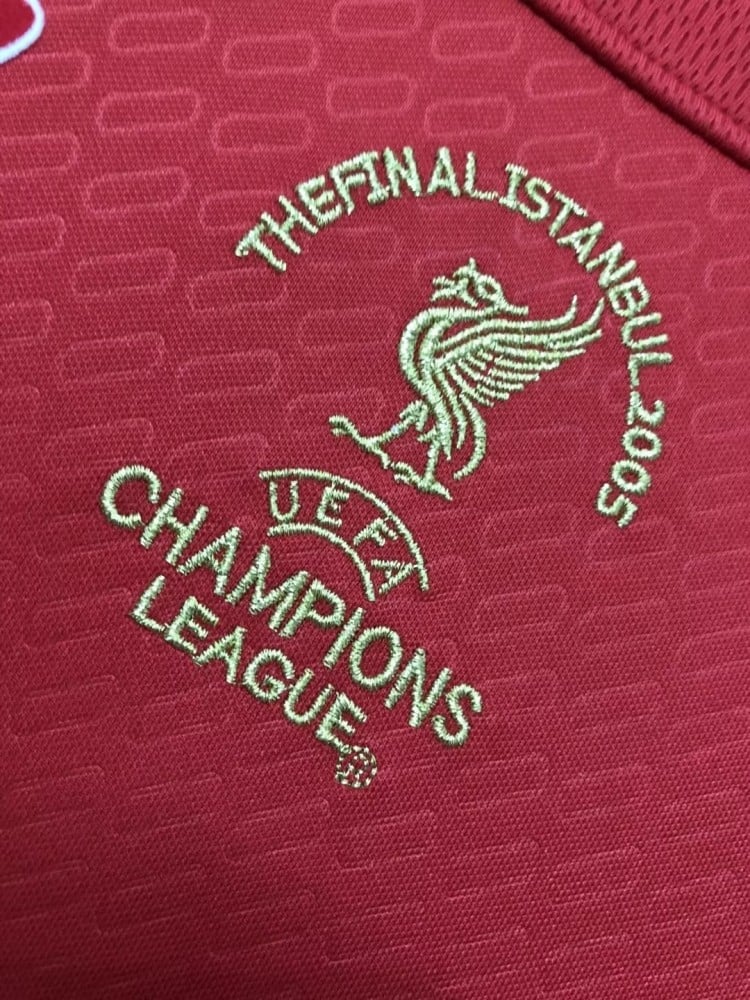 THEFINALISTANBUL2005
UEFA
CHAMPIONS
LEAGUE